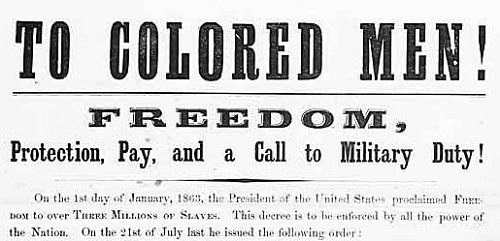 TO COLORED MEN!
FREEDOM,
Protection, Pay, and a Call to Military Duty!
On the 1st day of January, 1863, the President of the United States proclaimed FREE-
DOM to over THREE MILLIONS OF SLAVES. This decree is to be enforced by all the power of
the Nation. On the 21st of July last he issued the following order: